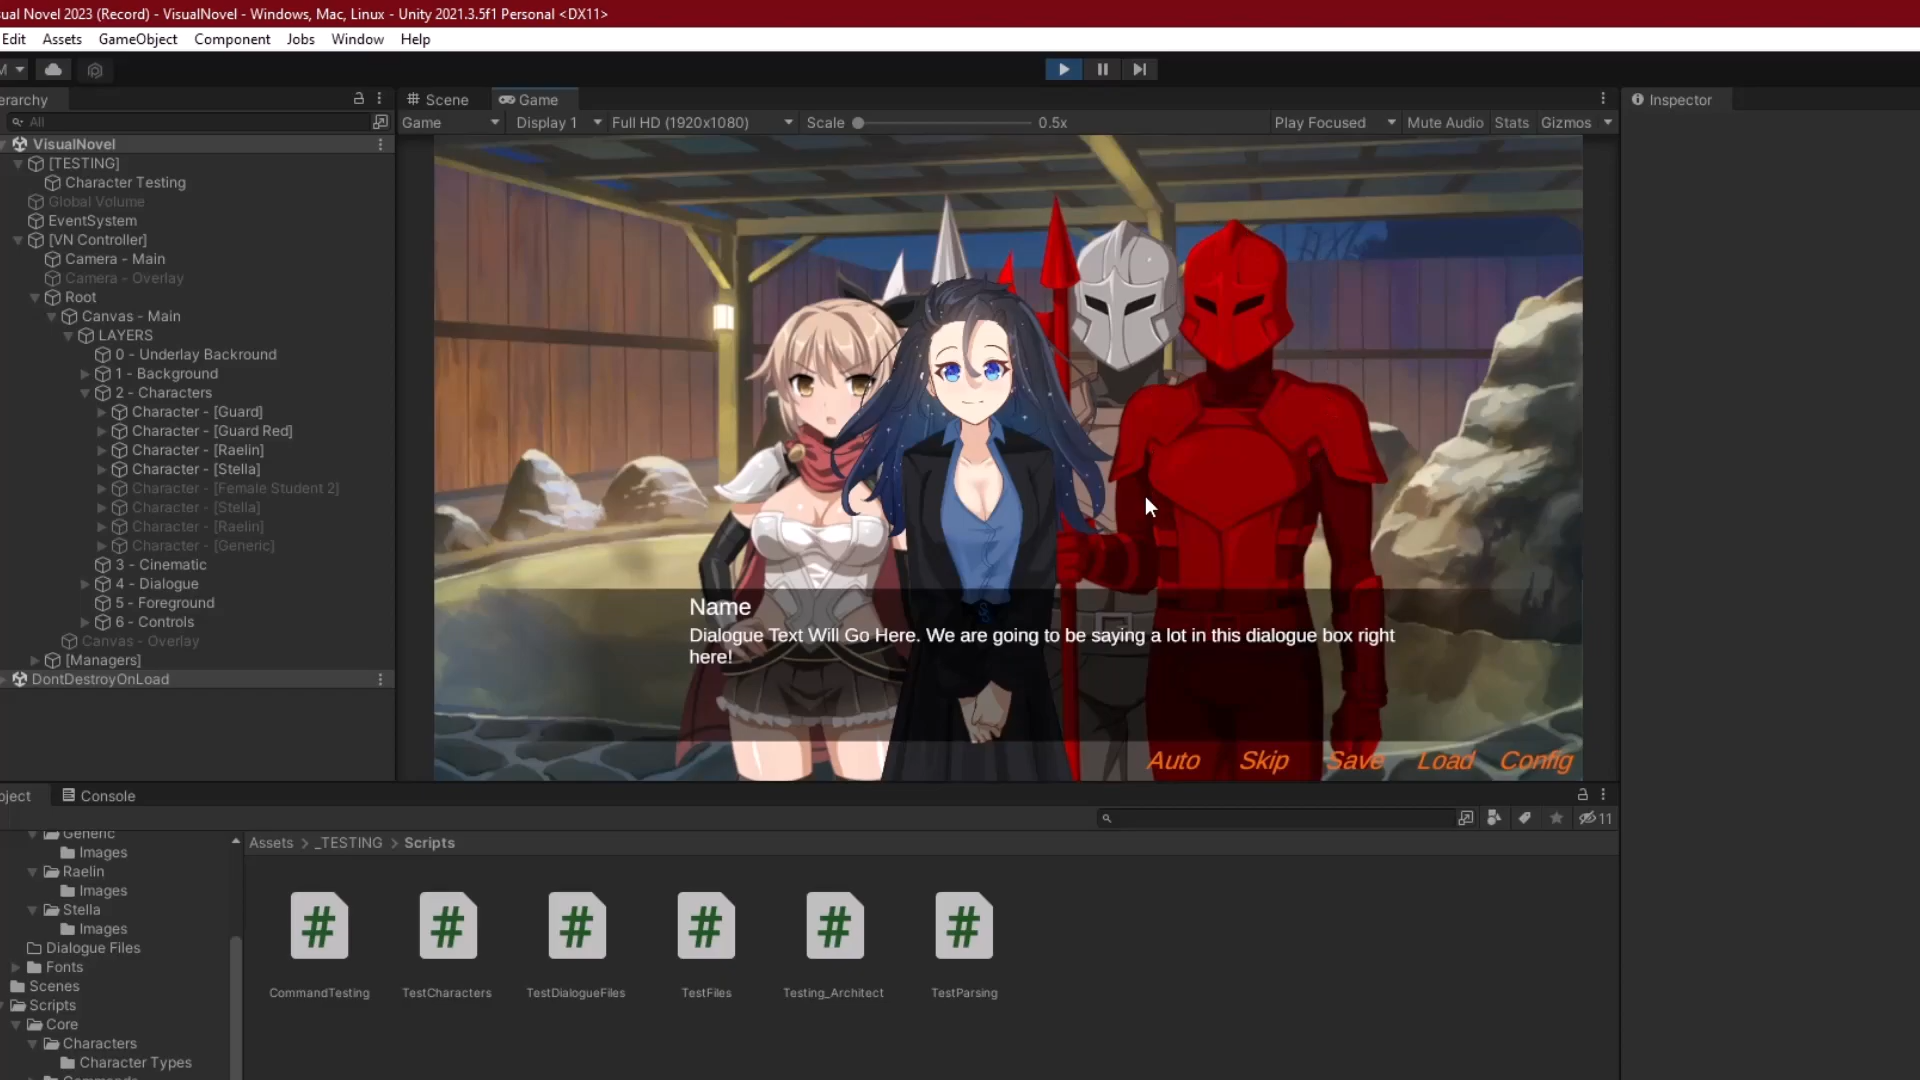 sual Novel 2023 (Record) - VisualNovel - Windows, Mac, Linux - Unity 2021.3.5f1 Personal <DX11>
Edit Assets GameObject Component Jobs Window Help
erarchy
Scene Game
Inspector
All
Game Display 1 Full HD (1920x1080) Scale 0.5x Play Focused Mute Audio Stats Gizmos
VisualNovel
[TESTING]
Character Testing
Global Volume
EventSystem
[VN Controller]
Camera - Main
Camera - Overlay
Root
Canvas - Main
LAYERS
0 - Underlay Backround
1 - Background
2 - Characters
Character - [Guard]
Character - [Guard Red]
Character - [Raelin]
Character - [Stella]
Character - [Female Student 2]
Character - [Stella]
Character - [Raelin]
Character - [Generic]
3 - Cinematic
4 - Dialogue
5 - Foreground
6 - Controls
Canvas - Overlay
[Managers]
DontDestroyOnLoad
Name
Dialogue Text Will Go Here. We are going to be saying a lot in this dialogue box right
here!
Auto Skip Save Load Config
oject Console
11
Generic
Images
Raelin
Images
Stella
Images
Dialogue Files
Fonts
Scenes
Scripts
Core
Characters
Character Types
Assets > _TESTING > Scripts
CommandTesting TestCharacters TestDialogueFiles TestFiles Testing_Architect TestParsing